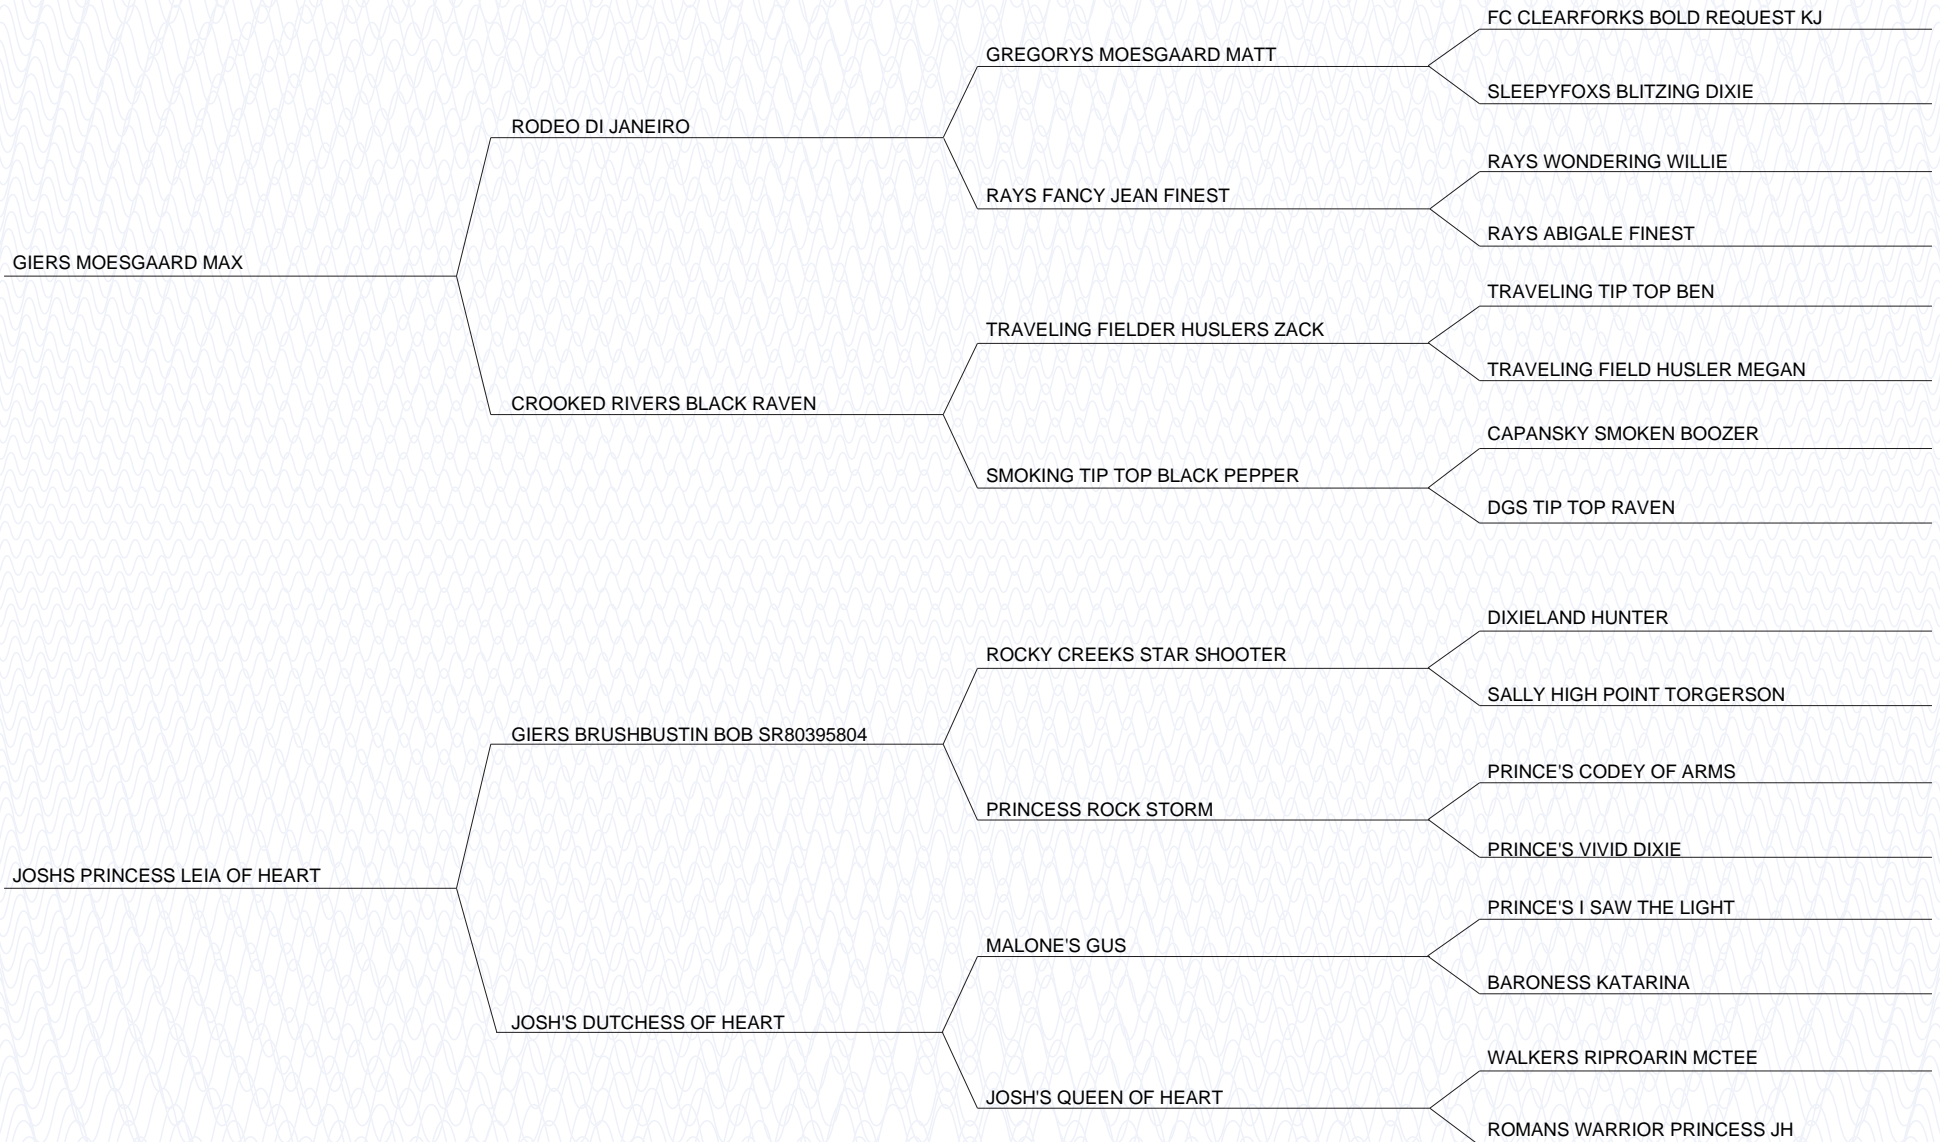 FC CLEARFORKS BOLD REQUEST KJ
GREGORYS MOESGAARD MATT
SLEEPYFOXS BLITZING DIXIE
RODEO DI JANEIRO
RAYS WONDERING WILLIE
RAYS FANCY JEAN FINEST
RAYS ABIGALE FINEST
GIERS MOESGAARD MAX
TRAVELING TIP TOP BEN
TRAVELING FIELDER HUSLERS ZACK
TRAVELING FIELD HUSLER MEGAN
CROOKED RIVERS BLACK RAVEN
CAPANSKY SMOKEN BOOZER
SMOKING TIP TOP BLACK PEPPER
DGS TIP TOP RAVEN
DIXIELAND HUNTER
ROCKY CREEKS STAR SHOOTER
SALLY HIGH POINT TORGERSON
GIERS BRUSHBUSTIN BOB SR80395804
PRINCE'S CODEY OF ARMS
PRINCESS ROCK STORM
PRINCE'S VIVID DIXIE
JOSHS PRINCESS LEIA OF HEART
PRINCE'S I SAW THE LIGHT
MALONE'S GUS
BARONESS KATARINA
JOSH'S DUTCHESS OF HEART
WALKERS RIPROARIN MCTEE
JOSH'S QUEEN OF HEART
ROMANS WARRIOR PRINCESS JH